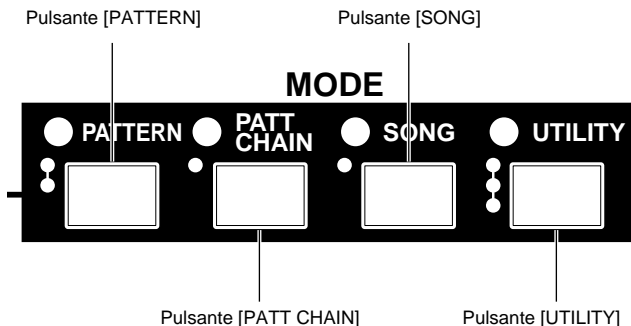 Pulsante [PATTERN]
Pulsante [SONG]
MODE
PATTERN
PATT
CHAIN
SONG
UTILITY
Pulsante [PATT CHAIN]
Pulsante [UTILITY]